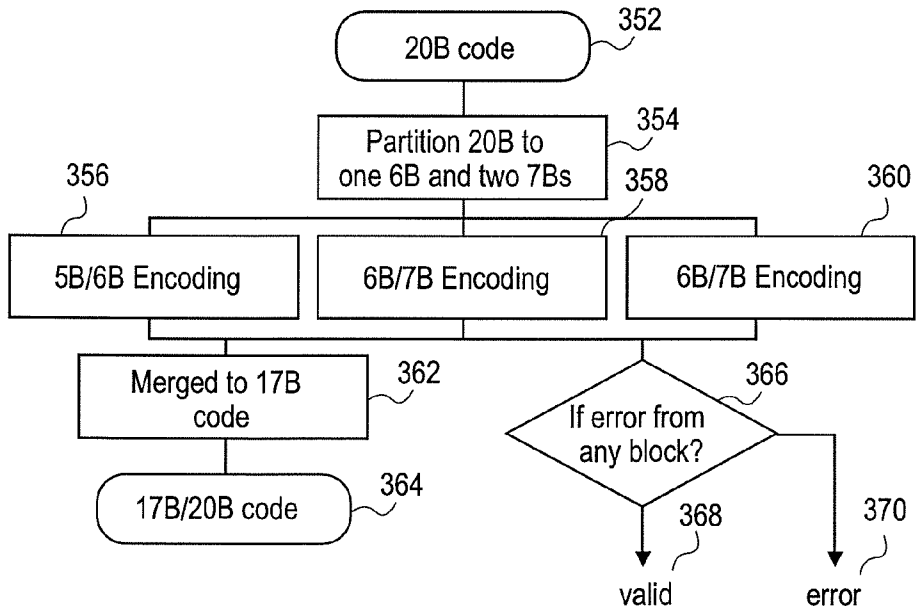 20B code
352
Partition 20B to
one 6B and two 7Bs
354
356
358
360
5B/6B Encoding
6B/7B Encoding
6B/7B Encoding
Merged to 17B
code
362
If error from
any block?
366
17B/20B code
364
368
370
valid
error